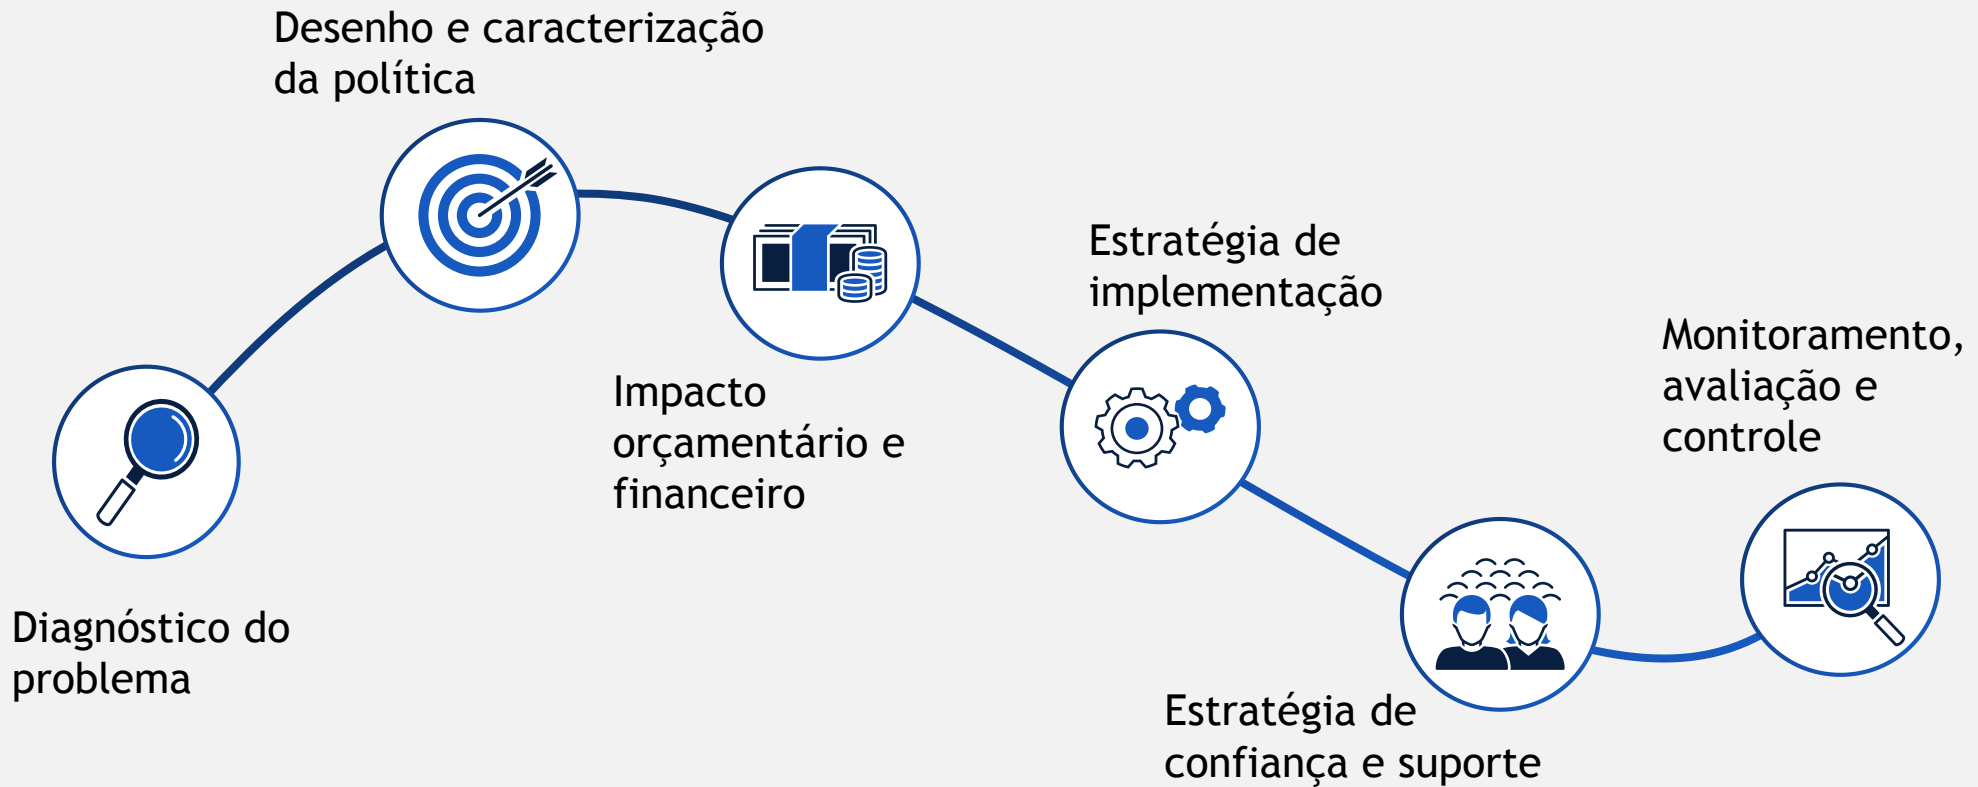 Desenho e caracterização
da política
Estratégia de
implementação
Monitoramento,
avaliação e
controle
Impacto
orçamentário e
financeiro
Diagnóstico do
problema
Estratégia de
confiança e suporte